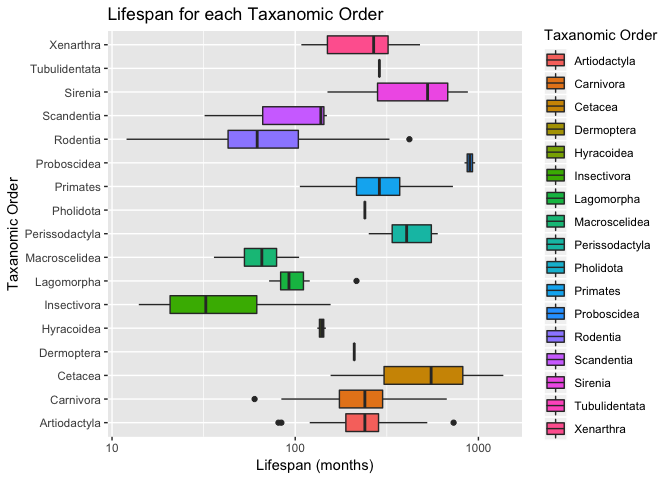 Lifespan for each Taxanomic Order
Taxanomic Order
Xenarthra
Tubulidentata
Sirenia
Scandentia
Rodentia
Proboscidea
Primates
Pholidota
Perissodactyla
Macroscelidea
Lagomorpha
Insectivora
Hyracoidea
Dermoptera
Cetacea
Carnivora
Artiodactyla
10 100 1000
Lifespan (months)
Taxanomic Order
Artiodactyla
Carnivora
Cetacea
Dermoptera
Hyracoidea
Insectivora
Lagomorpha
Macroscelidea
Perissodactyla
Pholidota
Primates
Proboscidea
Rodentia
Scandentia
Sirenia
Tubulidentata
Xenarthra